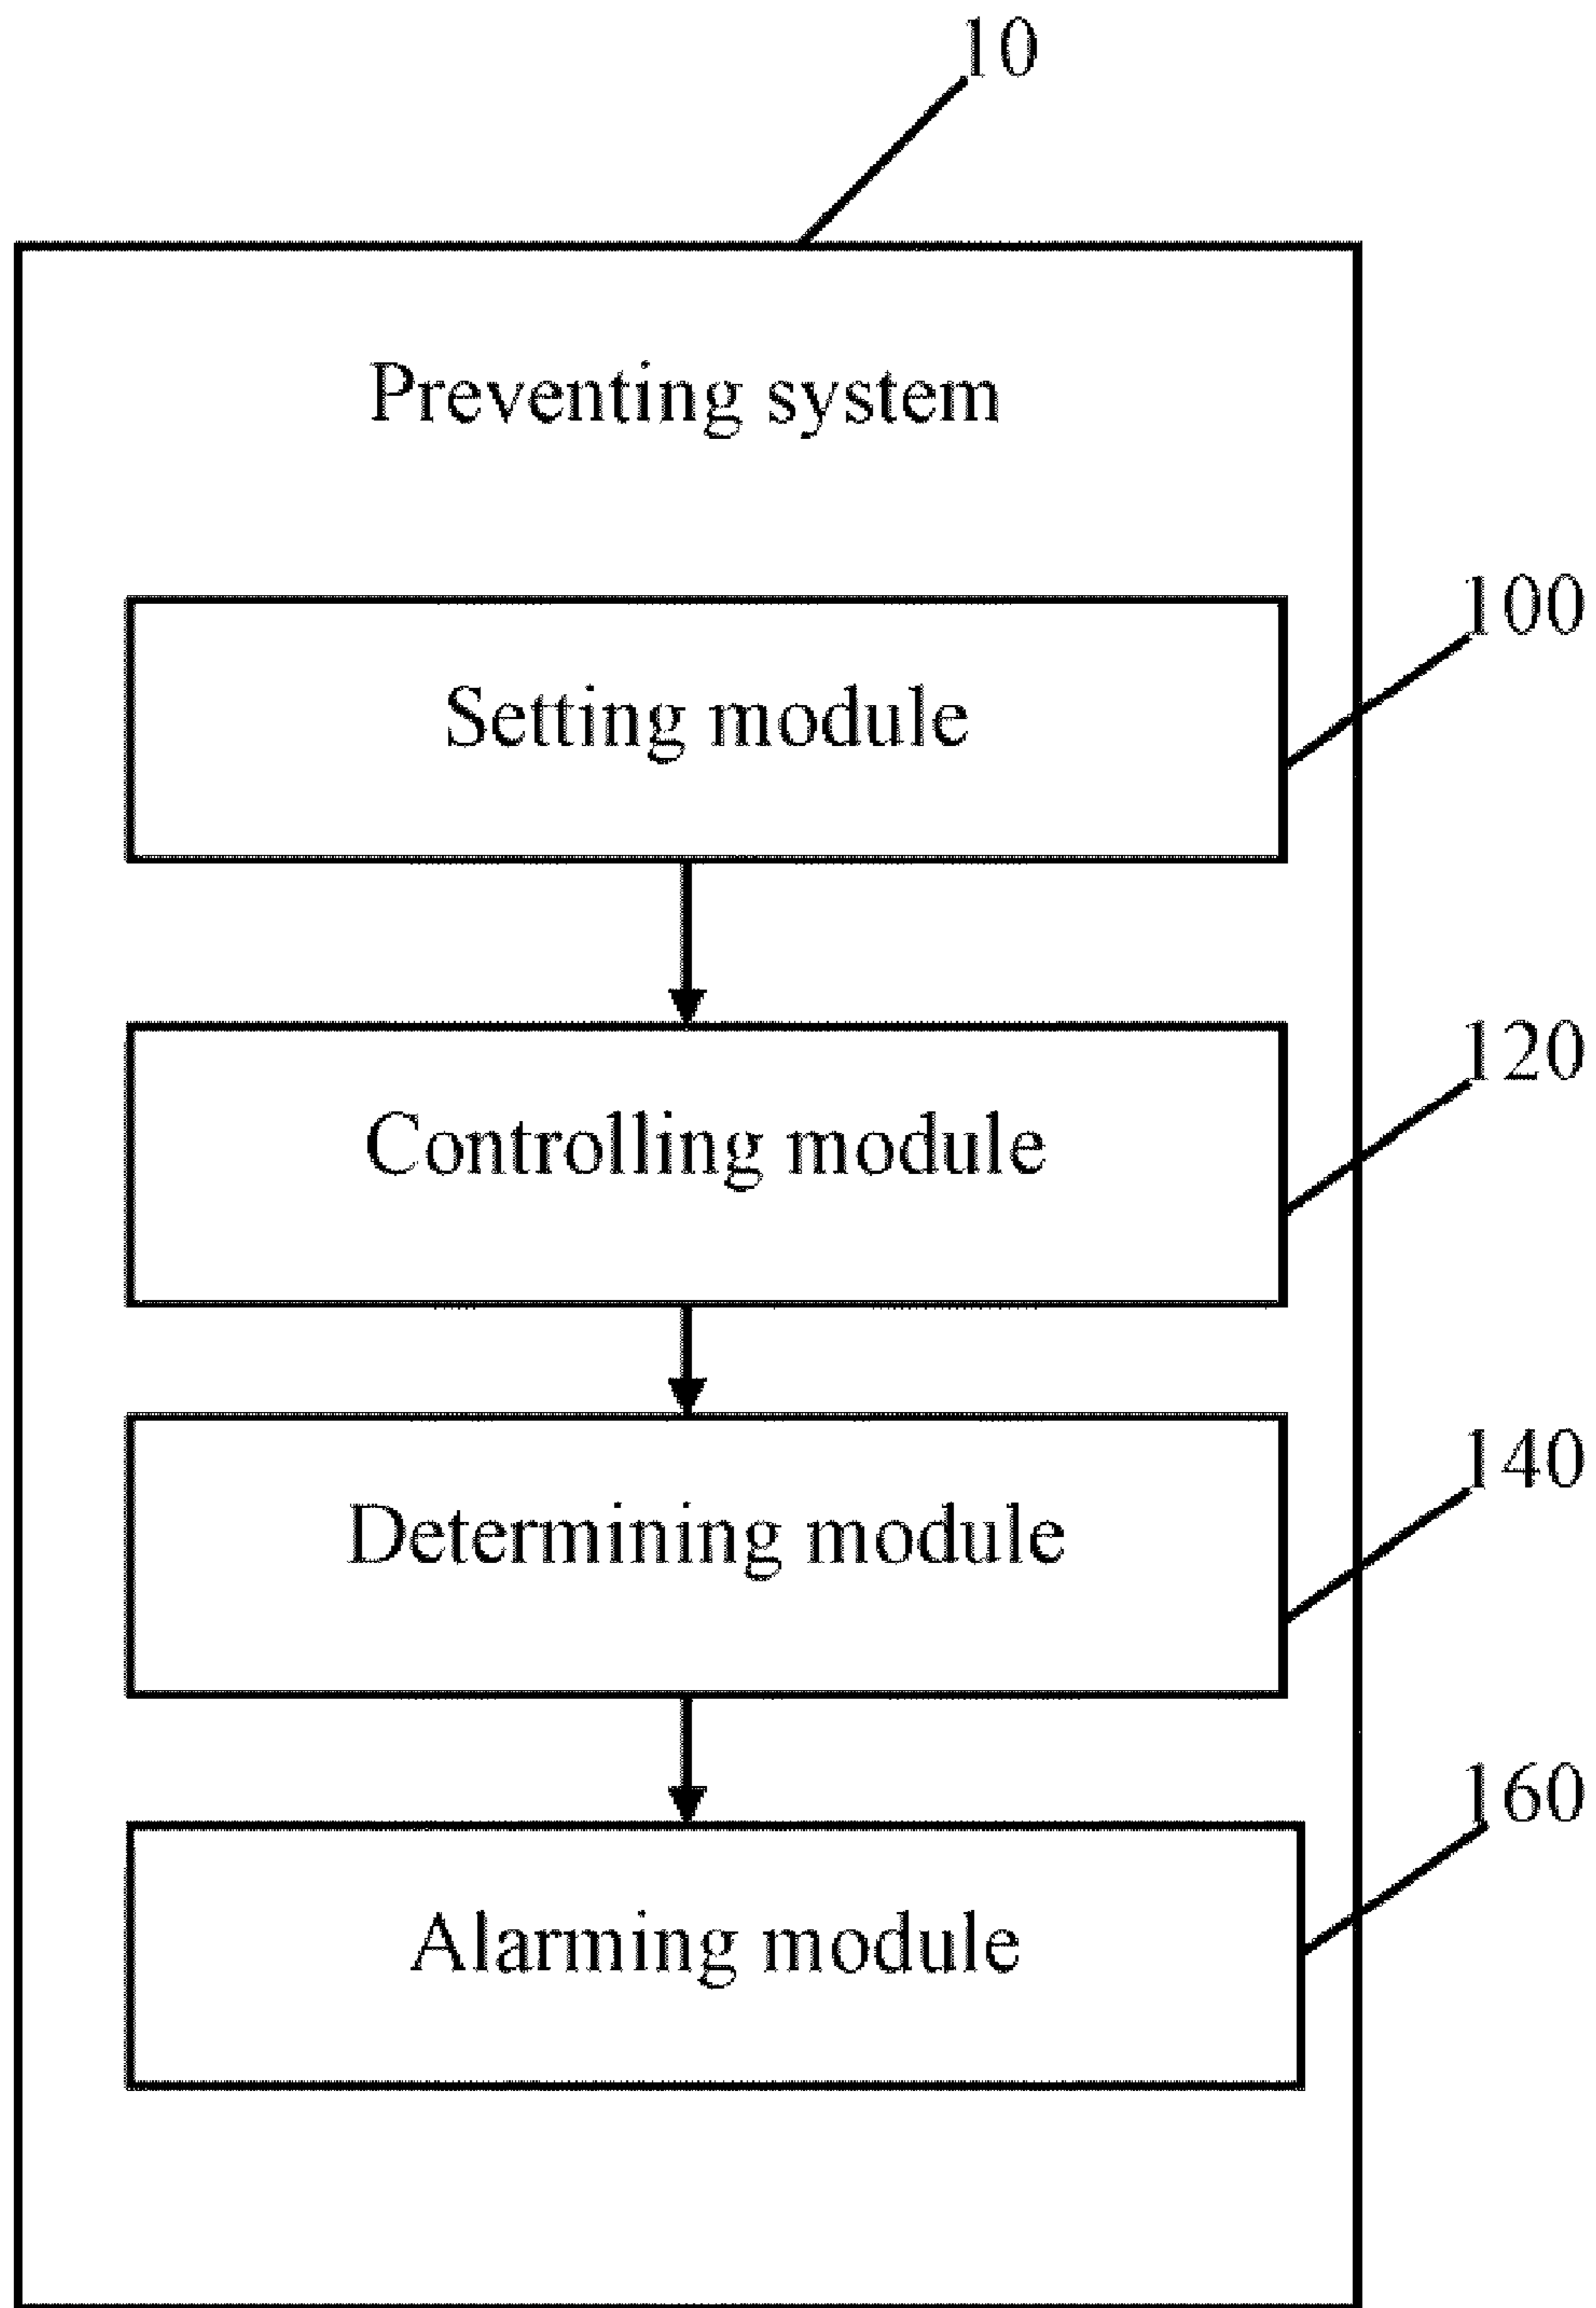 10
Preventing system
100
Setting module
120
Controlling module
140
Determining module
160
Alarming module